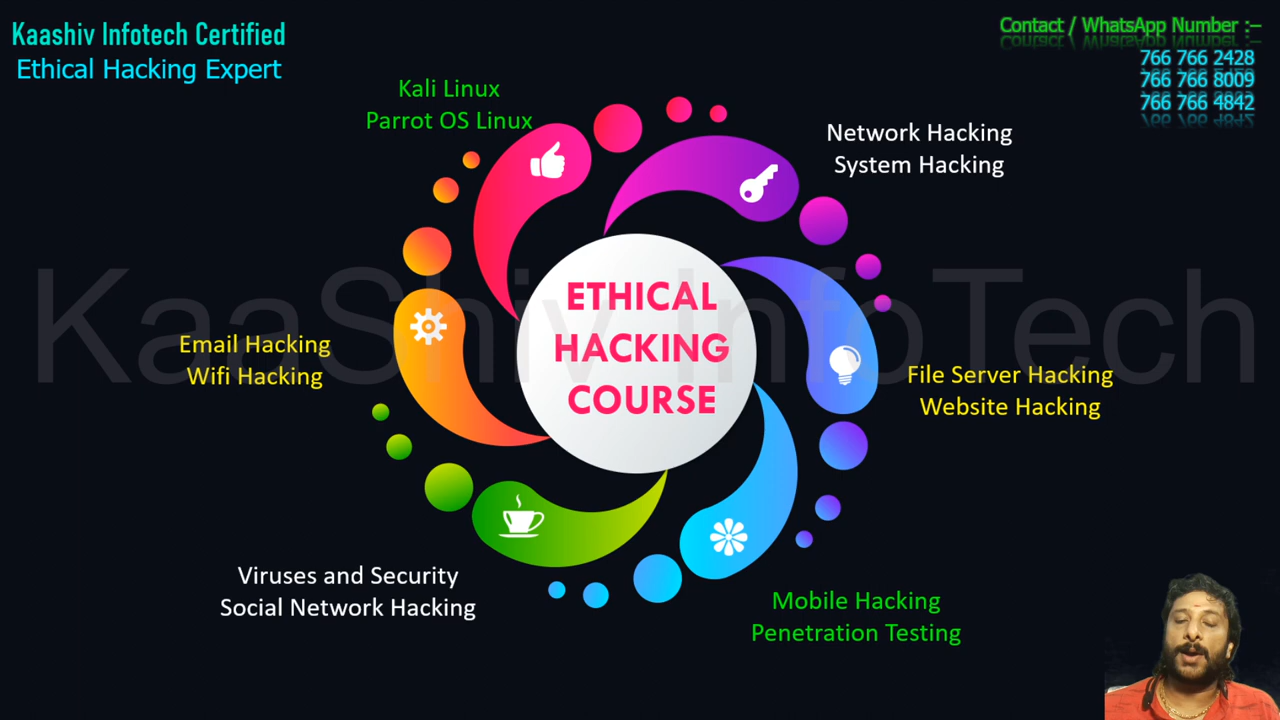 Kaashiv Infotech Certified
Ethical Hacking Expert
Contact / WhatsApp Number :–
766 766 2428
766 766 8009
766 766 4842
Kali Linux
Parrot OS Linux
Network Hacking
System Hacking
ETHICAL
HACKING
COURSE
KaaShiv InfoTech
Email Hacking
Wifi Hacking
File Server Hacking
Website Hacking
Viruses and Security
Social Network Hacking
Mobile Hacking
Penetration Testing